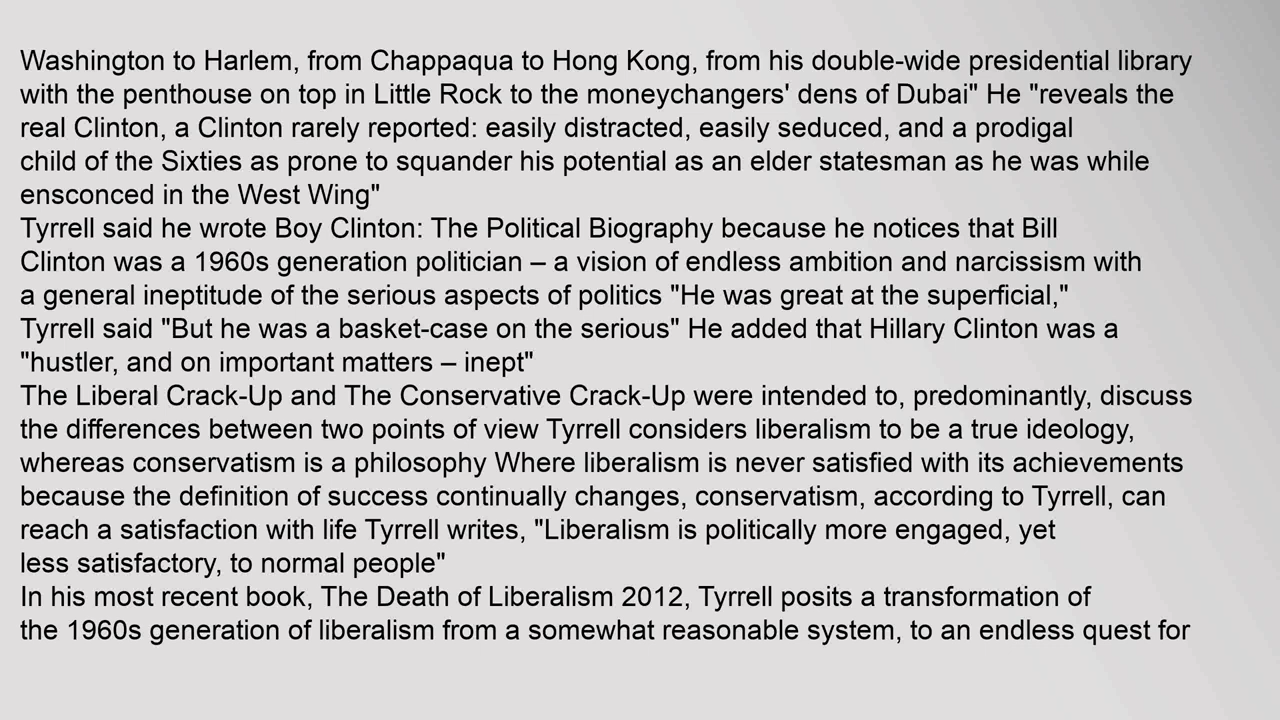 Washington to Harlem, from Chappaqua to Hong Kong, from his double-wide presidential library
with the penthouse on top in Little Rock to the moneychangers' dens of Dubai" He "reveals the
real Clinton, a Clinton rarely reported: easily distracted, easily seduced, and a prodigal
child of the Sixties as prone to squander his potential as an elder statesman as he was while
ensconced in the West Wing"
Tyrrell said he wrote Boy Clinton: The Political Biography because he notices that Bill
Clinton was a 1960s generation politician – a vision of endless ambition and narcissism with
a general ineptitude of the serious aspects of politics "He was great at the superficial,"
Tyrrell said "But he was a basket-case on the serious" He added that Hillary Clinton was a
"hustler, and on important matters – inept"
The Liberal Crack-Up and The Conservative Crack-Up were intended to, predominantly, discuss
the differences between two points of view Tyrrell considers liberalism to be a true ideology,
whereas conservatism is a philosophy Where liberalism is never satisfied with its achievements
because the definition of success continually changes, conservatism, according to Tyrrell, can
reach a satisfaction with life Tyrrell writes, "Liberalism is politically more engaged, yet
less satisfactory, to normal people"
In his most recent book, The Death of Liberalism 2012, Tyrrell posits a transformation of
the 1960s generation of liberalism from a somewhat reasonable system, to an endless quest for